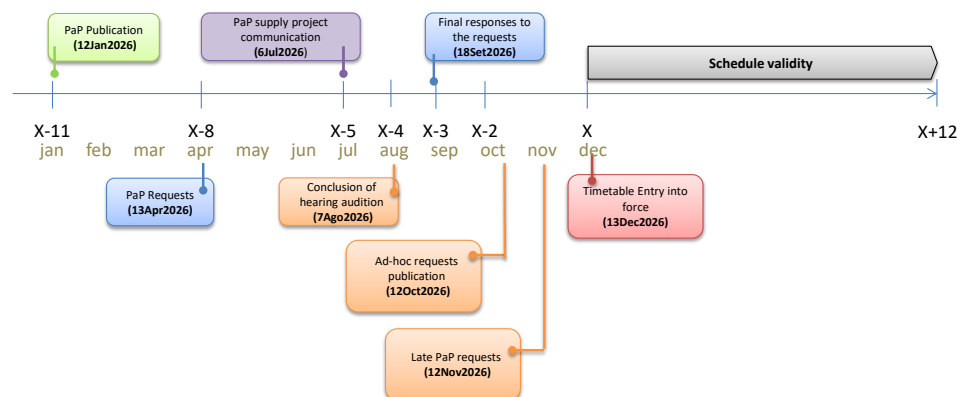 PaP Publication
(12Jan2026)
PaP supply project
communication
(6Jul2026)
Final responses to
the requests
(18Set2026)
Schedule validity
X-11
X-8
X-5
X-4
X-3
X-2
X
X+12
jan
feb
mar
apr
may
jun
jul
aug
sep
oct
nov
dec
PaP Requests
(13Apr2026)
Conclusion of
hearing audition
(7Ago2026)
Timetable Entry into
force
(13Dec2026)
Ad-hoc requests
publication
(12Oct2026)
Late PaP requests
(12Nov2026)